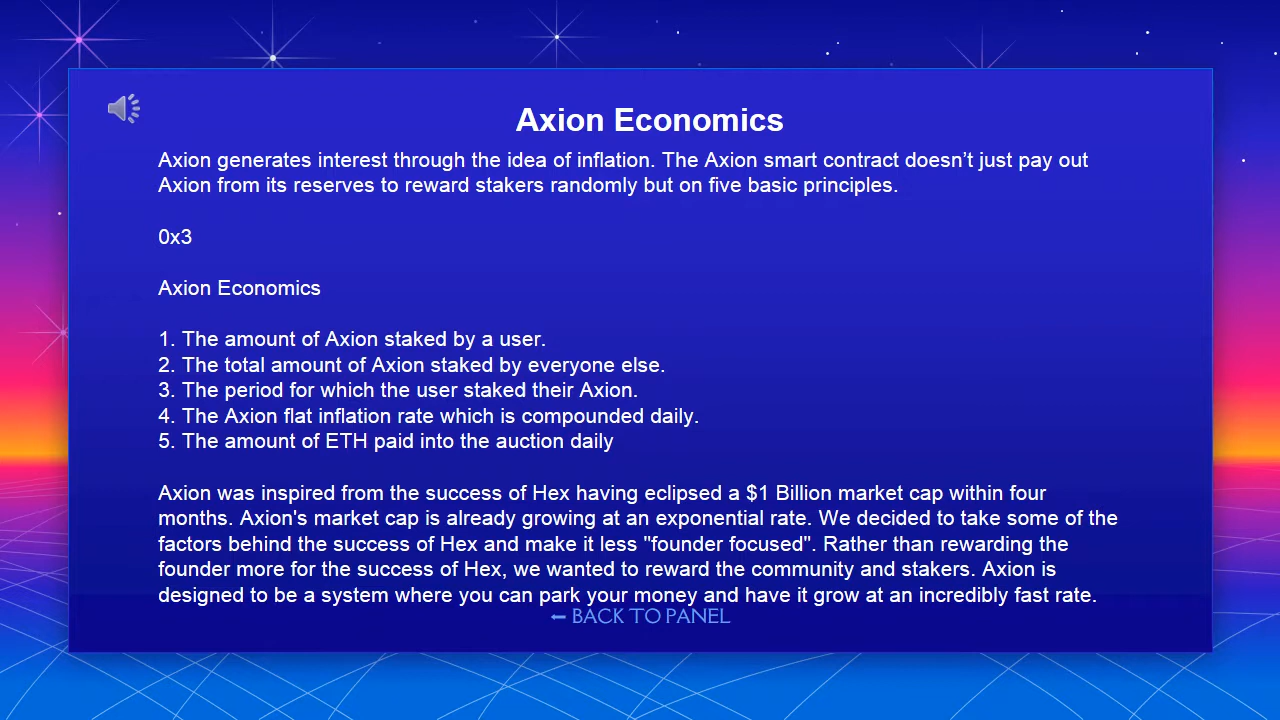 Axion Economics
Axion generates interest through the idea of inflation. The Axion smart contract doesn’t just pay out
Axion from its reserves to reward stakers randomly but on five basic principles.
0x3
Axion Economics
1. The amount of Axion staked by a user.
2. The total amount of Axion staked by everyone else.
3. The period for which the user staked their Axion.
4. The Axion flat inflation rate which is compounded daily.
5. The amount of ETH paid into the auction daily
Axion was inspired from the success of Hex having eclipsed a $1 Billion market cap within four
months. Axion's market cap is already growing at an exponential rate. We decided to take some of the
factors behind the success of Hex and make it less "founder focused". Rather than rewarding the
founder more for the success of Hex, we wanted to reward the community and stakers. Axion is
designed to be a system where you can park your money and have it grow at an incredibly fast rate.
← BACK TO PANEL